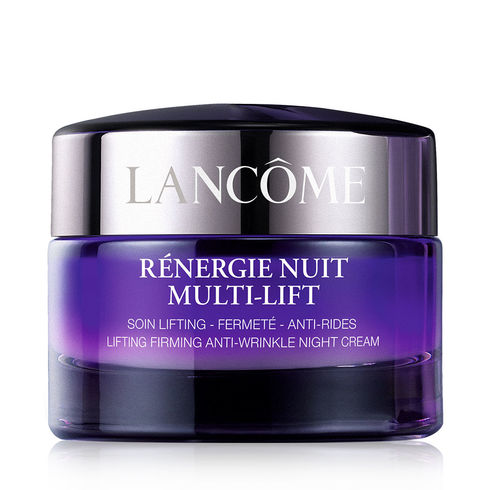 LANCÔME
RÉNERGIE NUIT
MULTI-LIFT
SOIN LIFTING - FERMETÉ - ANTI-RIDES
LIFTING FIRMING ANTI-WRINKLE NIGHT CREAM